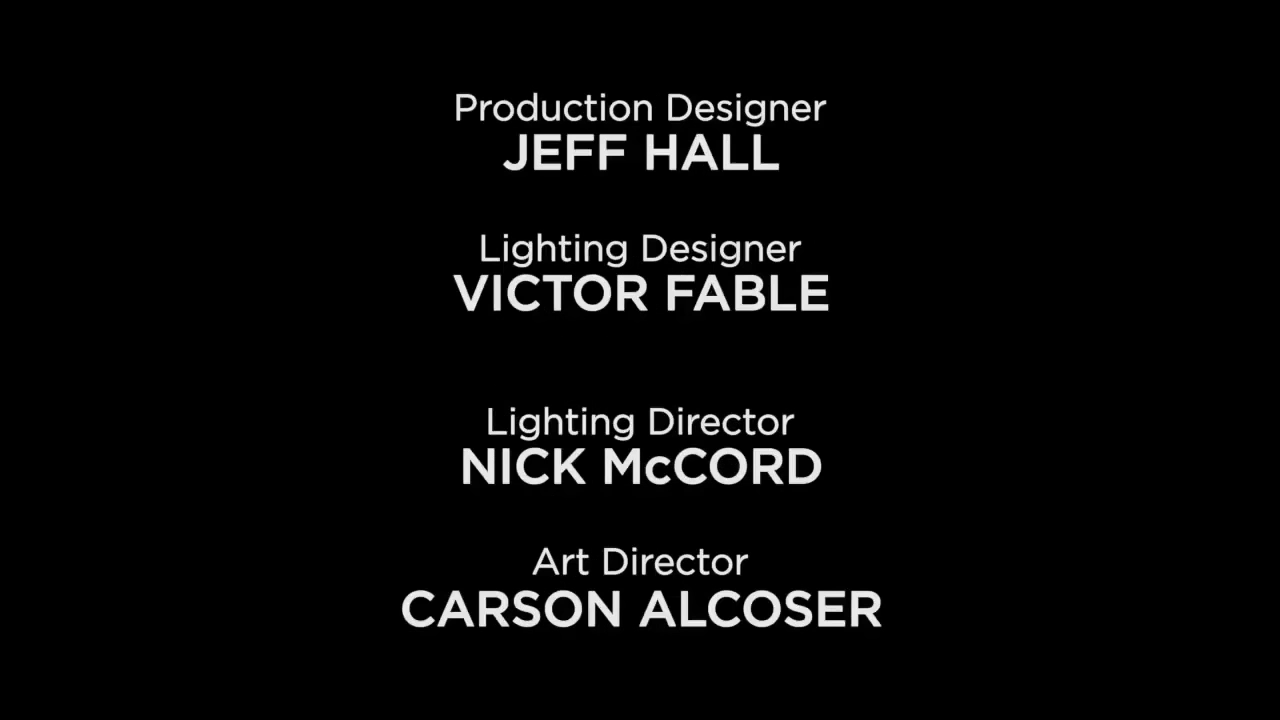 Production Designer
JEFF HALL
Lighting Designer
VICTOR FABLE
Lighting Director
NICK McCORD
Art Director
CARSON ALCOSER